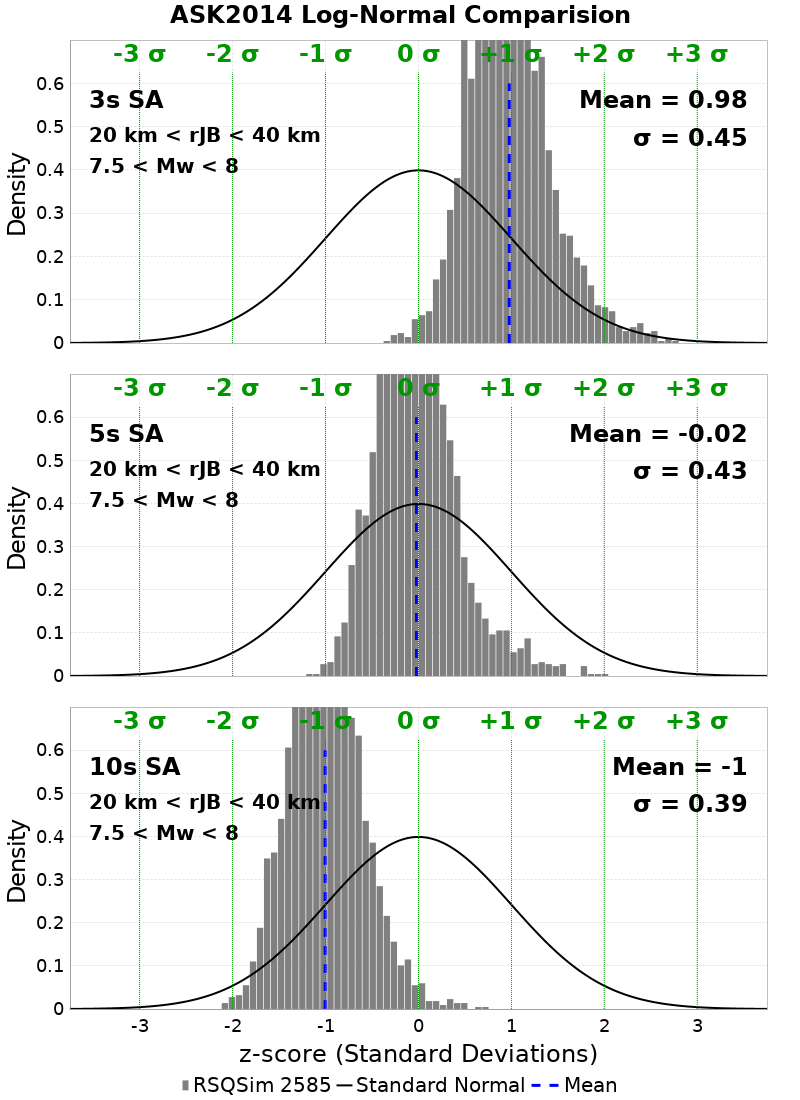 ASK2014 Log-Normal Comparision
-3 σ -2 σ -1 σ 0 σ +1 σ +2 σ +3 σ
0.6
3s SA Mean = 0.98
0.5
20 km < rJB < 40 km σ = 0.45
7.5 < Mw < 8
0.4
0.3
0.2
0.1
0
Density
-3 σ -2 σ -1 σ 0 σ +1 σ +2 σ +3 σ
0.6
5s SA Mean = -0.02
0.5
20 km < rJB < 40 km σ = 0.43
7.5 < Mw < 8
0.4
0.3
0.2
0.1
0
Density
-3 σ -2 σ -1 σ 0 σ +1 σ +2 σ +3 σ
0.6
10s SA Mean = -1
0.5
20 km < rJB < 40 km σ = 0.39
7.5 < Mw < 8
0.4
0.3
0.2
0.1
0
Density
-3 -2 -1 0 1 2 3
z-score (Standard Deviations)
RSQSim 2585 Standard Normal Mean